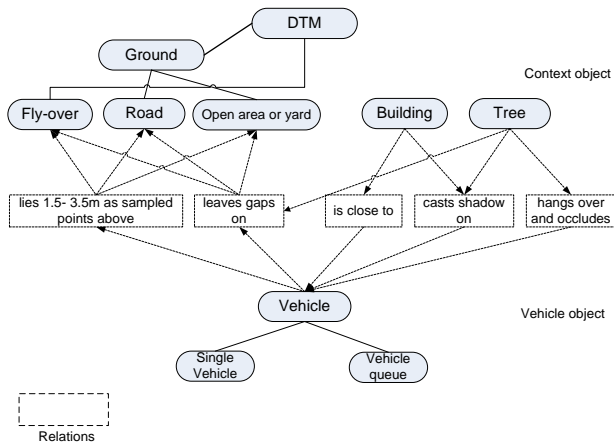 DTM
Ground
Context object
Fly-over
Road
Open area or yard
Building
Tree
lies 1.5- 3.5m as sampled
points above
leaves gaps
on
is close to
casts shadow
on
hangs over
and occludes
Vehicle
Vehicle object
Single
Vehicle
Vehicle
queue
Relations